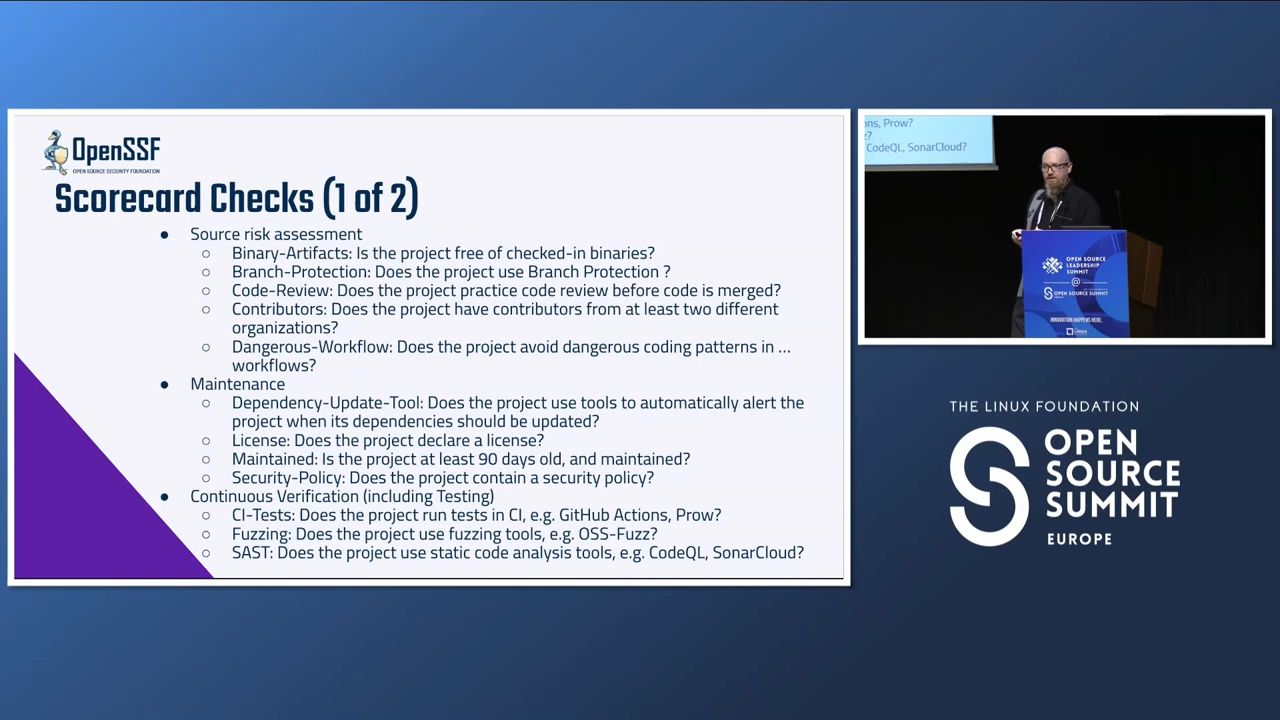 OpenSSF
OPEN SOURCE SECURITY FOUNDATION
Scorecard Checks (1 of 2)
● Source risk assessment
○ Binary-Artifacts: Is the project free of checked-in binaries?
○ Branch-Protection: Does the project use Branch Protection ?
○ Code-Review: Does the project practice code review before code is merged?
○ Contributors: Does the project have contributors from at least two different
organizations?
○ Dangerous-Workflow: Does the project avoid dangerous coding patterns in ...
workflows?
● Maintenance
○ Dependency-Update-Tool: Does the project use tools to automatically alert the
project when its dependencies should be updated?
○ License: Does the project declare a license?
○ Maintained: Is the project at least 90 days old, and maintained?
○ Security-Policy: Does the project contain a security policy?
● Continuous Verification (including Testing)
○ CI-Tests: Does the project run tests in CI, e.g. GitHub Actions, Prow?
○ Fuzzing: Does the project use fuzzing tools, e.g. OSS-Fuzz?
○ SAST: Does the project use static code analysis tools, e.g. CodeQL, SonarCloud?
ons, Prow?
?
CodeQL, SonarCloud?
OPEN SOURCE
LEADERSHIP
SUMMIT
@
OPEN SOURCE SUMMIT
INNOVATION HAPPENS HERE.
LINUX
THE LINUX FOUNDATION
OPEN
SOURCE
SUMMIT
EUROPE